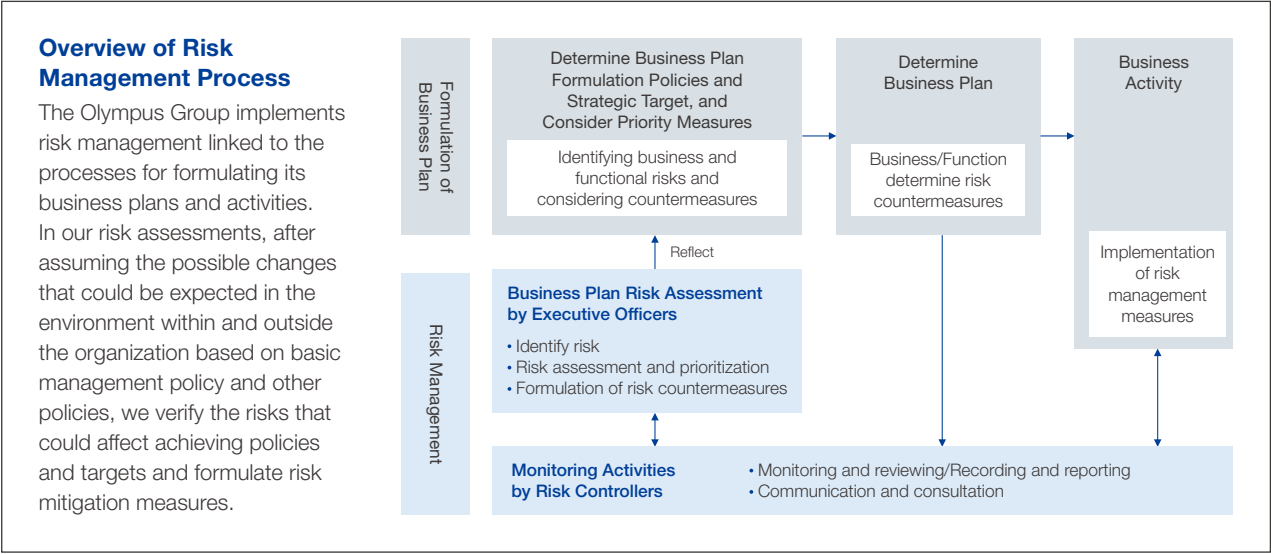 Overview of Risk
Management Process
The Olympus Group implements
risk management linked to the
processes for formulating its
business plans and activities.
In our risk assessments, after
assuming the possible changes
that could be expected in the
environment within and outside
the organization based on basic
management policy and other
policies, we verify the risks that
could affect achieving policies
and targets and formulate risk
mitigation measures.
Formulation of
Business Plan
Determine Business Plan
Formulation Policies and
Strategic Target, and
Consider Priority Measures
Identifying business and
functional risks and
considering countermeasures
Determine
Business Plan
Business/Function
determine risk
countermeasures
Business
Activity
Implementation
of risk
management
measures
Reflect
Risk Management
Business Plan Risk Assessment
by Executive Officers
• Identify risk
• Risk assessment and prioritization
• Formulation of risk countermeasures
Monitoring Activities
by Risk Controllers
• Monitoring and reviewing/Recording and reporting
• Communication and consultation